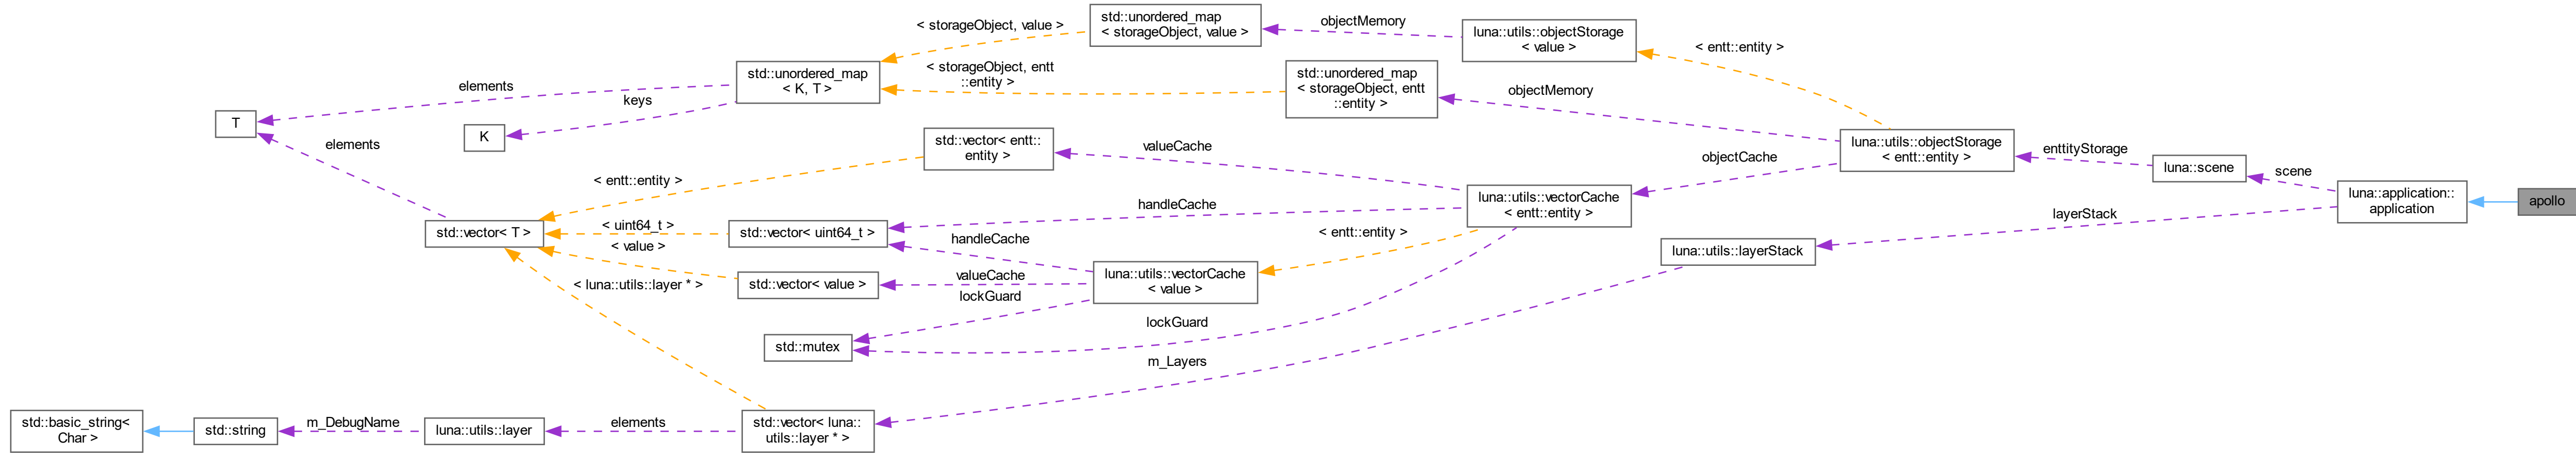 std::unordered_map
< storageObject, value >
objectMemory
luna::utils::objectStorage
< value >
< storageObject, value >
< entt::entity >
< storageObject, entt
::entity >
std::unordered_map
< K, T >
std::unordered_map
< storageObject, entt
::entity >
objectMemory
elements
keys
T
K
std::vector< entt::
entity >
valueCache
luna::utils::objectStorage
< entt::entity >
elements
objectCache
enttityStorage
luna::scene
scene
< entt::entity >
luna::utils::vectorCache
< entt::entity >
luna::application::
application
apollo
handleCache
layerStack
std::vector< T >
< uint64_t >
std::vector< uint64_t >
handleCache
< entt::entity >
< value >
luna::utils::layerStack
valueCache
luna::utils::vectorCache
< value >
< luna::utils::layer * >
std::vector< value >
lockGuard
lockGuard
std::mutex
m_Layers
std::basic_string<
Char >
std::string
m_DebugName
luna::utils::layer
elements
std::vector< luna::
utils::layer * >